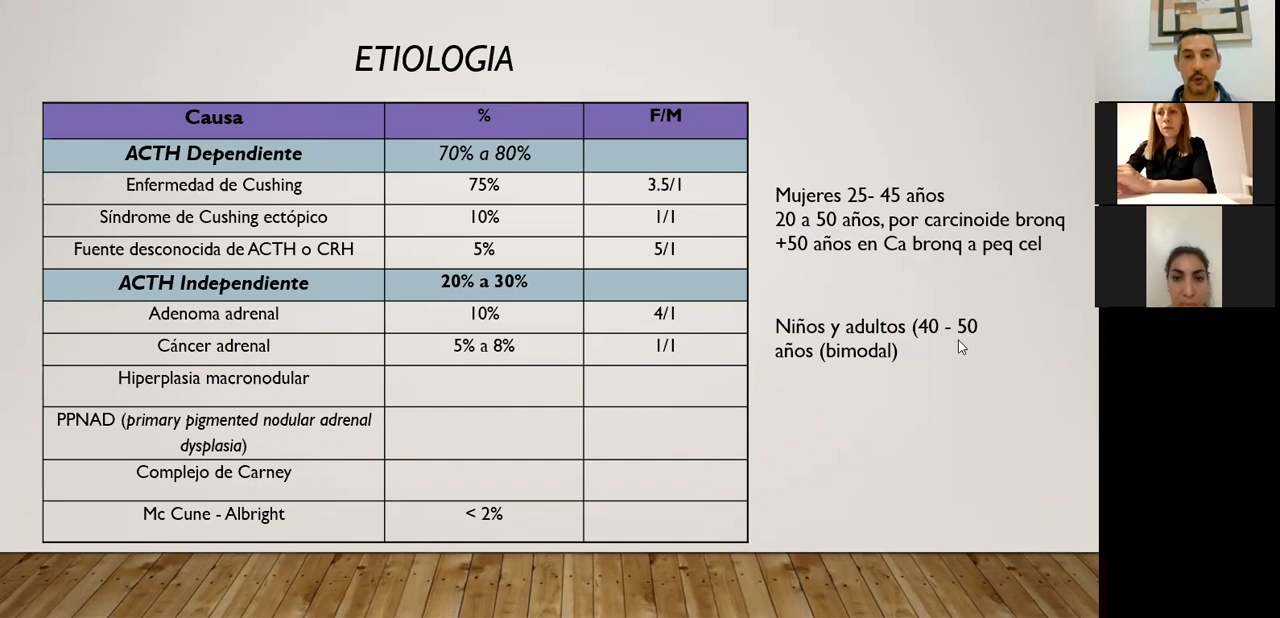 ETIOLOGIA
Causa % F/M
ACTH Dependiente 70% a 80%
Enfermedad de Cushing 75% 3.5/1
Síndrome de Cushing ectópico 10% 1/1
Fuente desconocida de ACTH o CRH 5% 5/1
ACTH Independiente 20% a 30%
Adenoma adrenal 10% 4/1
Cáncer adrenal 5% a 8% 1/1
Hiperplasia macronodular
PPNAD (primary pigmented nodular adrenal
dysplasia)
Complejo de Carney
Mc Cune - Albright < 2%
Mujeres 25- 45 años
20 a 50 años, por carcinoide bronq
+50 años en Ca bronq a peq cel
Niños y adultos (40 - 50
años (bimodal)